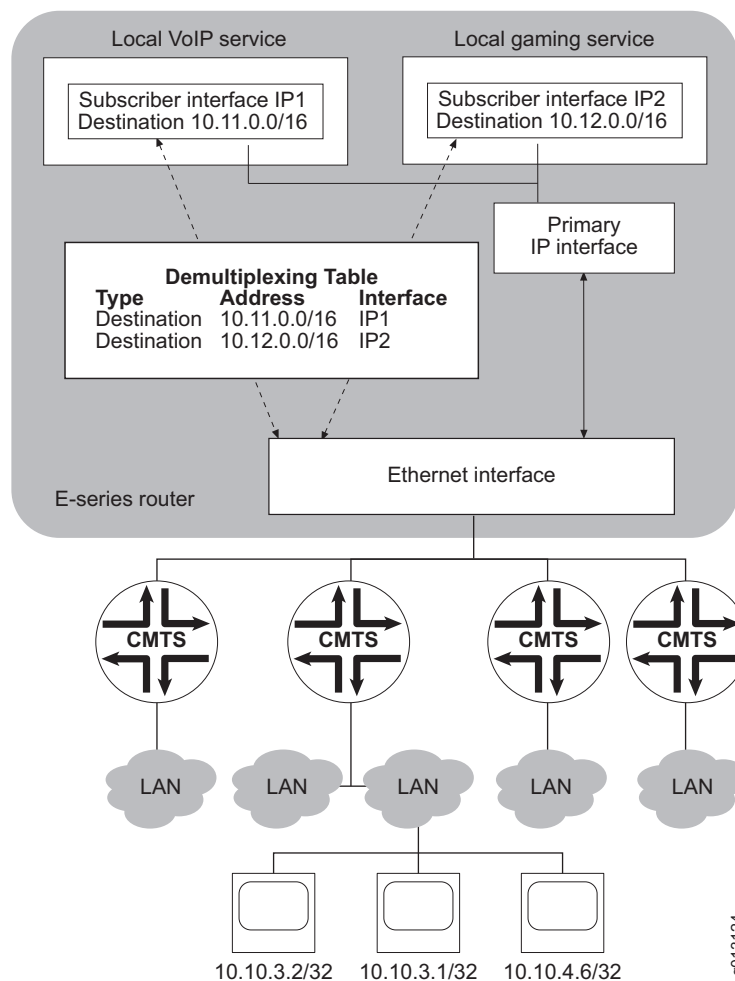 Local VoIP service
Local gaming service
Subscriber interface IP1
Destination 10.11.0.0/16
Subscriber interface IP2
Destination 10.12.0.0/16
Primary
IP interface
Demultiplexing Table
Type Address Interface
Destination 10.11.0.0/16 IP1
Destination 10.12.0.0/16 IP2
Ethernet interface
E-series router
CMTS CMTS CMTS CMTS
LAN LAN LAN LAN LAN
10.10.3.2/32 10.10.3.1/32 10.10.4.6/32